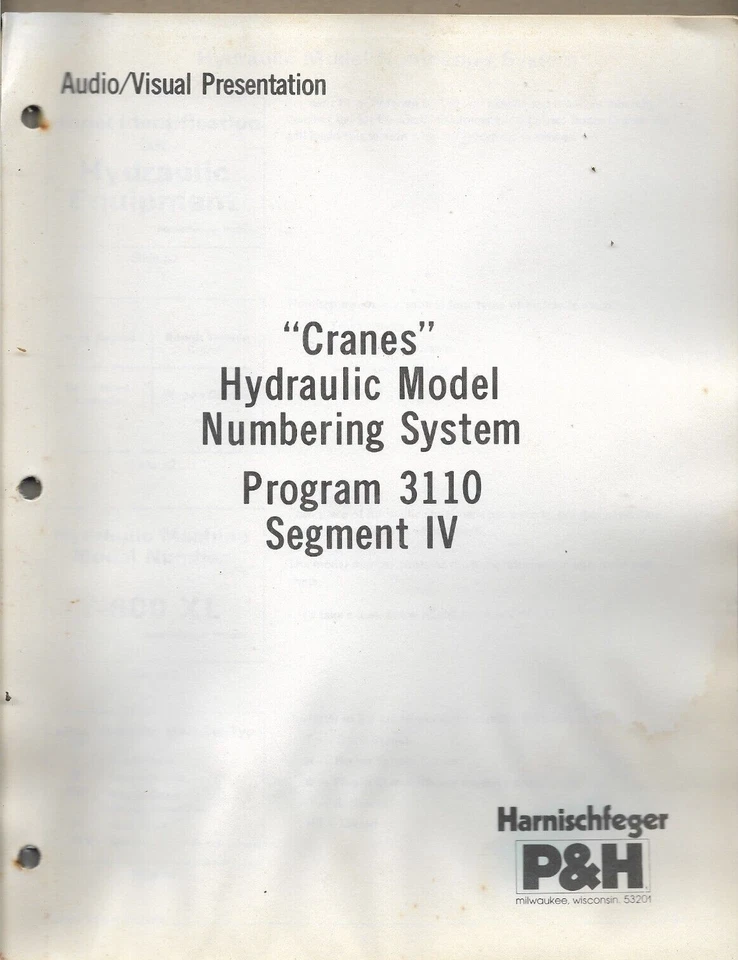 Audio/Visual Presentation
"Cranes"
Hydraulic Model
Numbering System
Program 3110
Segment IV
Harnischfeger
P&H
milwaukee, wisconsin. 53201